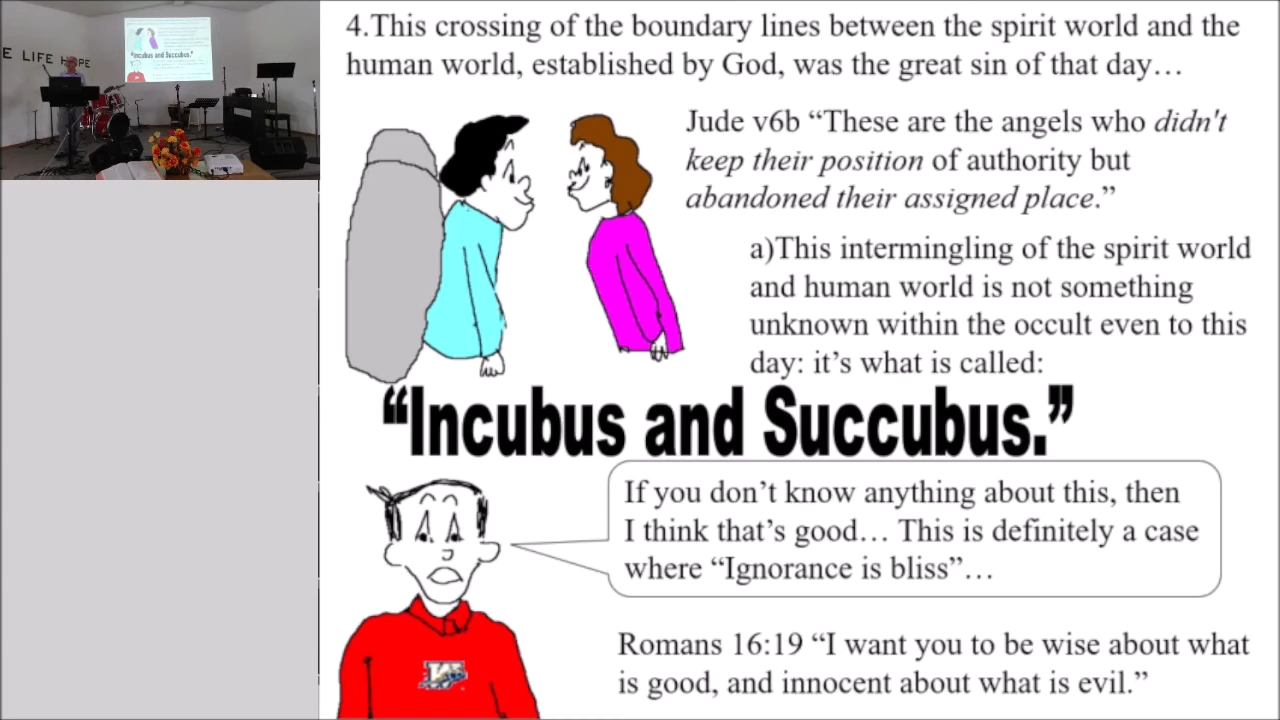 E LIFE H PE
"Incubus and Succubus."
4.This crossing of the boundary lines between the spirit world and the
human world, established by God, was the great sin of that day…
Jude v6b “These are the angels who didn't
keep their position of authority but
abandoned their assigned place.”
a)This intermingling of the spirit world
and human world is not something
unknown within the occult even to this
day: it’s what is called:
“Incubus and Succubus.”
If you don’t know anything about this, then
I think that’s good… This is definitely a case
where “Ignorance is bliss”…
Romans 16:19 “I want you to be wise about what
is good, and innocent about what is evil.”